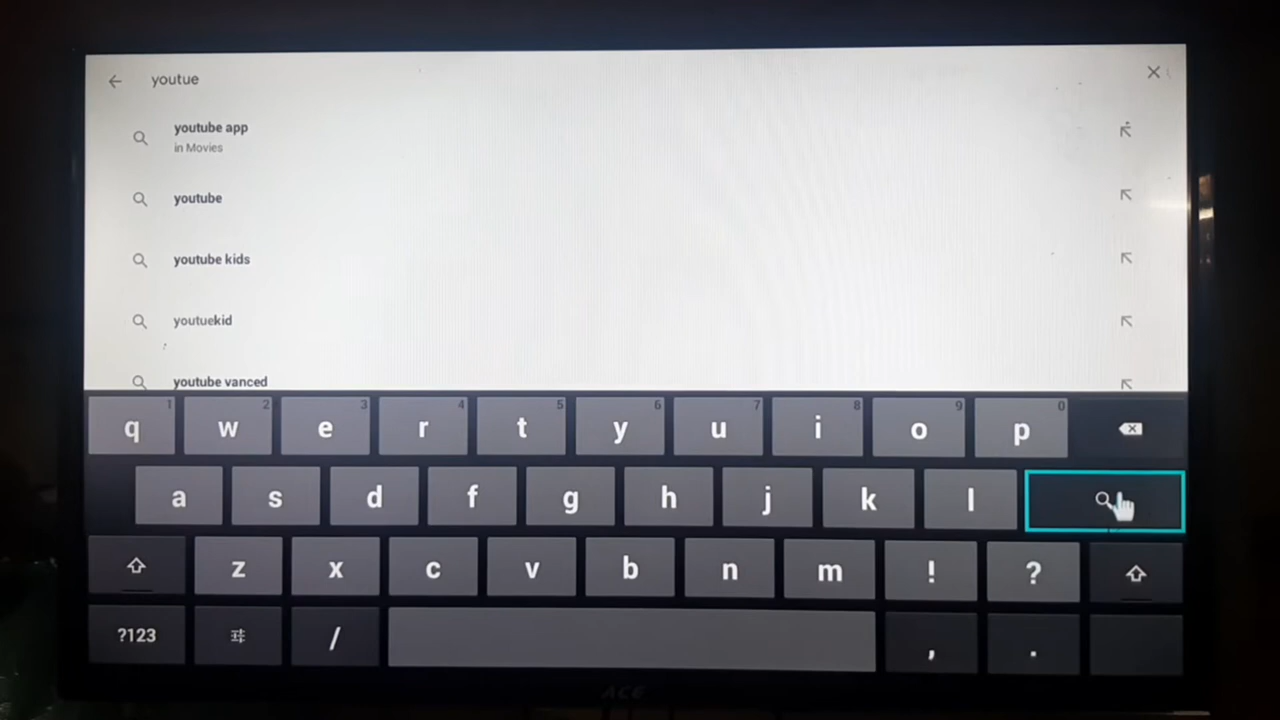 youtue
youtube app
in Movies
youtube
youtube kids
youtuekid
youtube vanced
q 1 w 2 e 3 r 4 t 5 y 6 u 7 i 8 o 9 p 0
a s d f g h j k l
z x c v b n m ! ?
?123 / , .
ACE